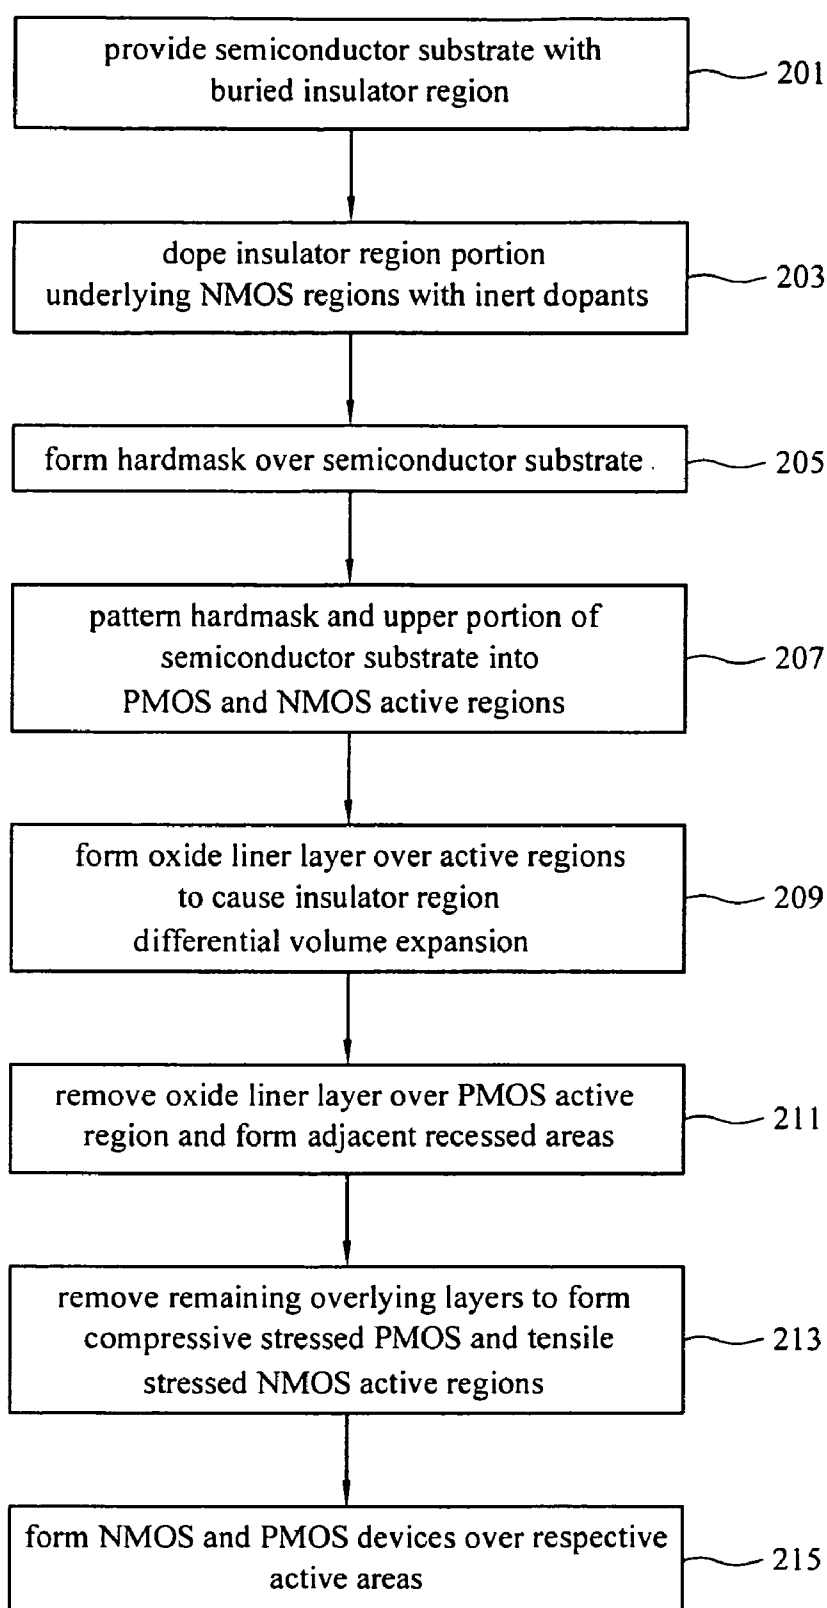 provide semiconductor substrate with
buried insulator region
201
dope insulator region portion
underlying NMOS regions with inert dopants
203
form hardmask over semiconductor substrate
205
pattern hardmask and upper portion of
semiconductor substrate into
PMOS and NMOS active regions
207
form oxide liner layer over active regions
to cause insulator region
differential volume expansion
209
remove oxide liner layer over PMOS active
region and form adjacent recessed areas
211
remove remaining overlying layers to form
compressive stressed PMOS and tensile
stressed NMOS active regions
213
form NMOS and PMOS devices over respective
active areas
215